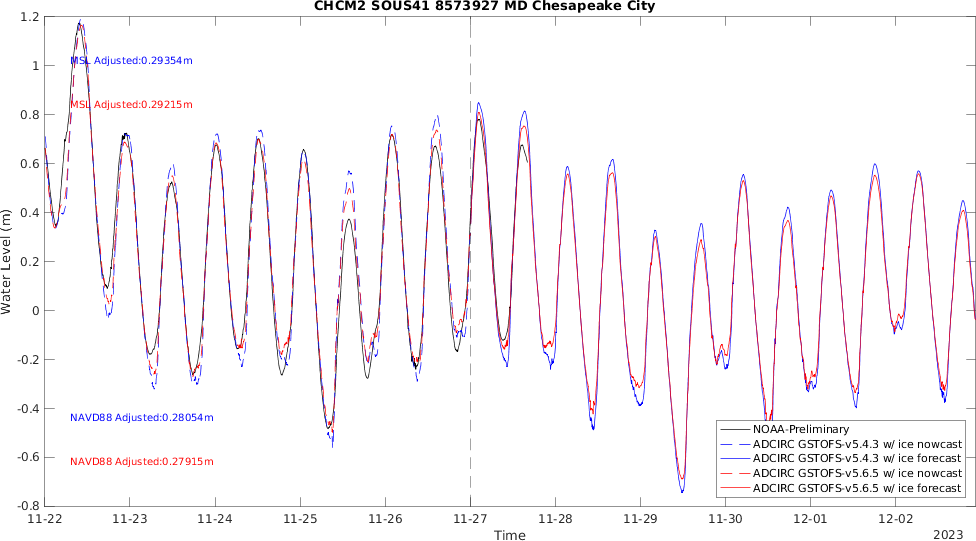 CHCM2 SOUS41 8573927 MD Chesapeake City
1.2
1
0.8
0.6
0.4
0.2
0
-0.2
-0.4
-0.6
-0.8
Water Level (m)
MSL Adjusted:0.29354m
MSL Adjusted:0.29215m
NAVD88 Adjusted:0.28054m
NAVD88 Adjusted:0.27915m
NOAA-Preliminary
ADCIRC GSTOFS-v5.4.3 w/ ice nowcast
ADCIRC GSTOFS-v5.4.3 w/ ice forecast
ADCIRC GSTOFS-v5.6.5 w/ ice nowcast
ADCIRC GSTOFS-v5.6.5 w/ ice forecast
11-22 11-23 11-24 11-25 11-26 11-27 11-28 11-29 11-30 12-01 12-02
Time
2023